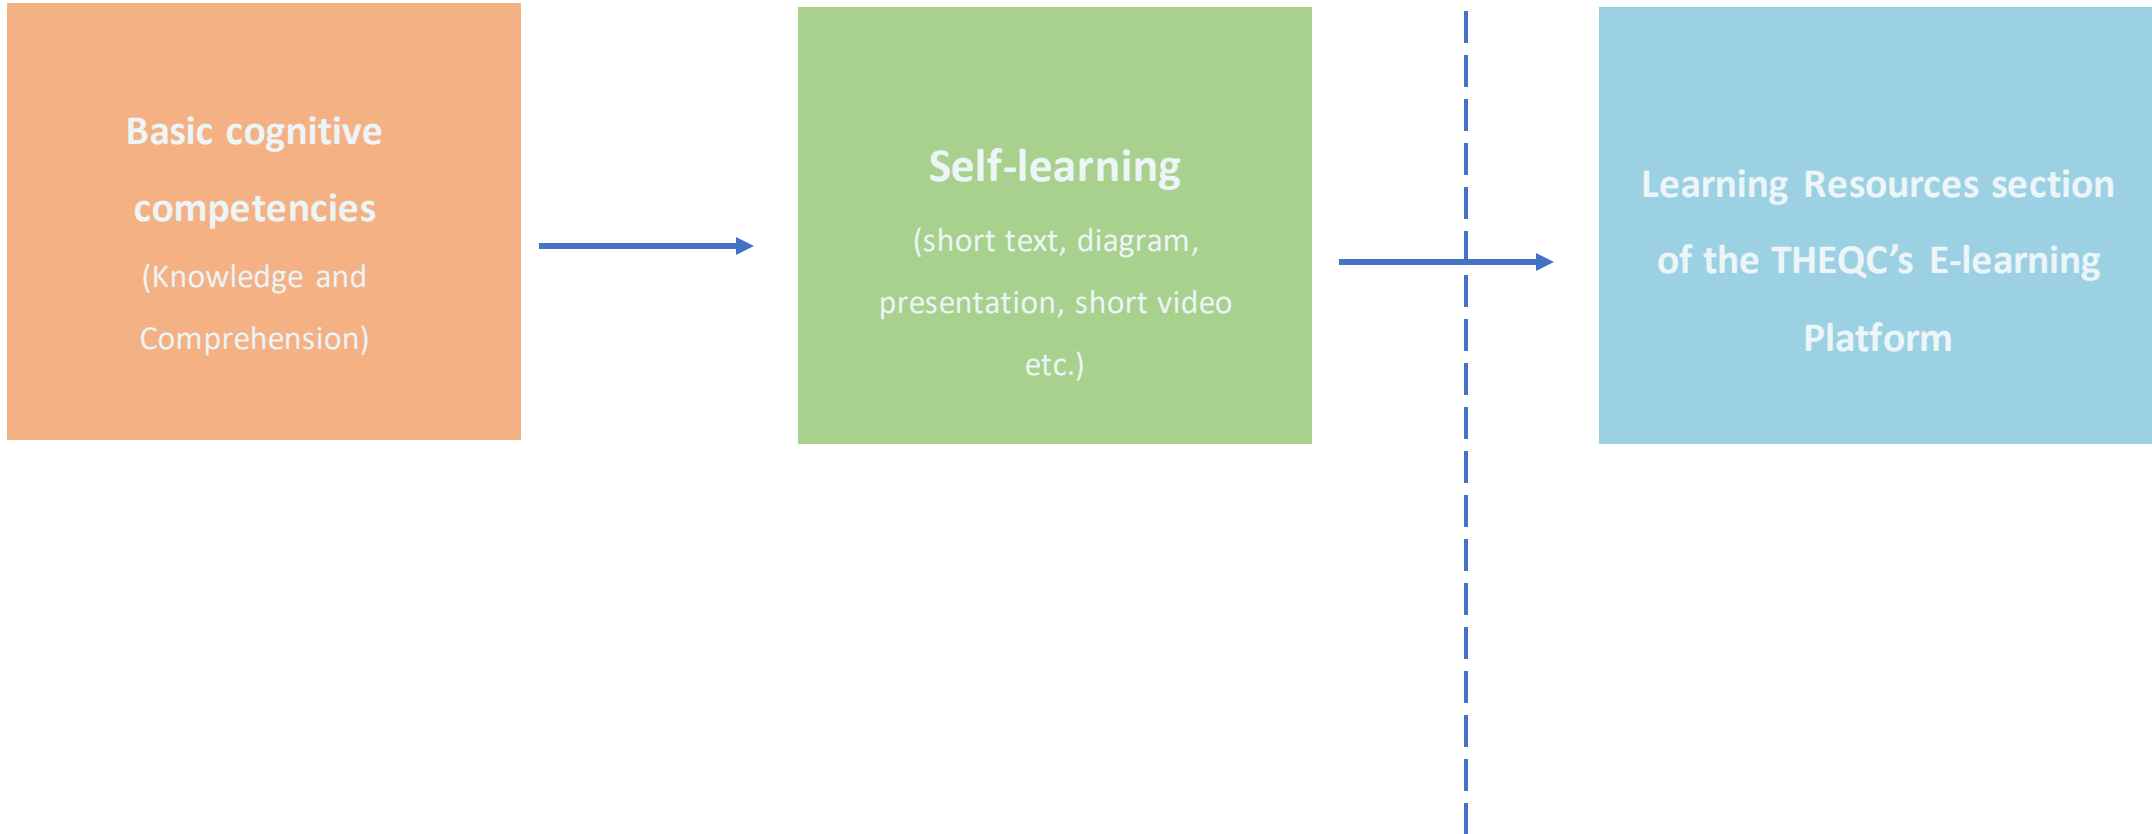 Basic cognitive
competencies
(Knowledge and
Comprehension)
Self-learning
(short text, diagram,
presentation, short video
etc.)
Learning Resources section
of the THEQC’s E-learning
Platform